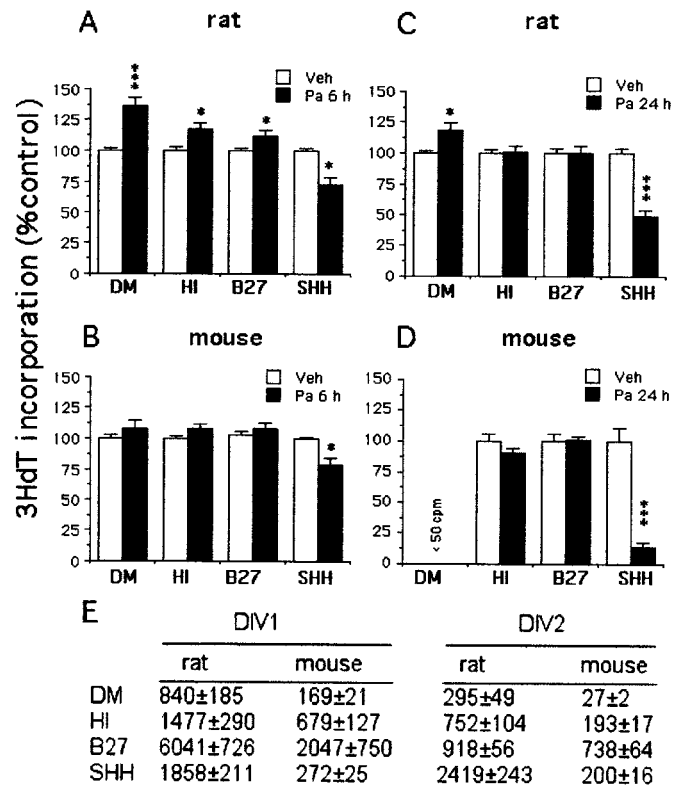 A rat
3HdT incorporation (%control)
150
125
100
75
50
25
0
Veh
Pa 6 h
***
*
*
*
DM HI B27 SHH
C rat
150
125
100
75
50
25
0
Veh
Pa 24 h
*
***
DM HI B27 SHH
B mouse
150
125
100
75
50
25
0
Veh
Pa 6 h
*
DM HI B27 SHH
D mouse
150
125
100
75
50
25
0
Veh
Pa 24 h
< 50 cpm
***
DM HI B27 SHH
E DIV1 DIV2
rat mouse rat mouse
DM 840±185 169±21 295±49 27±2
HI 1477±290 679±127 752±104 193±17
B27 6041±726 2047±750 918±56 738±64
SHH 1858±211 272±25 2419±243 200±16